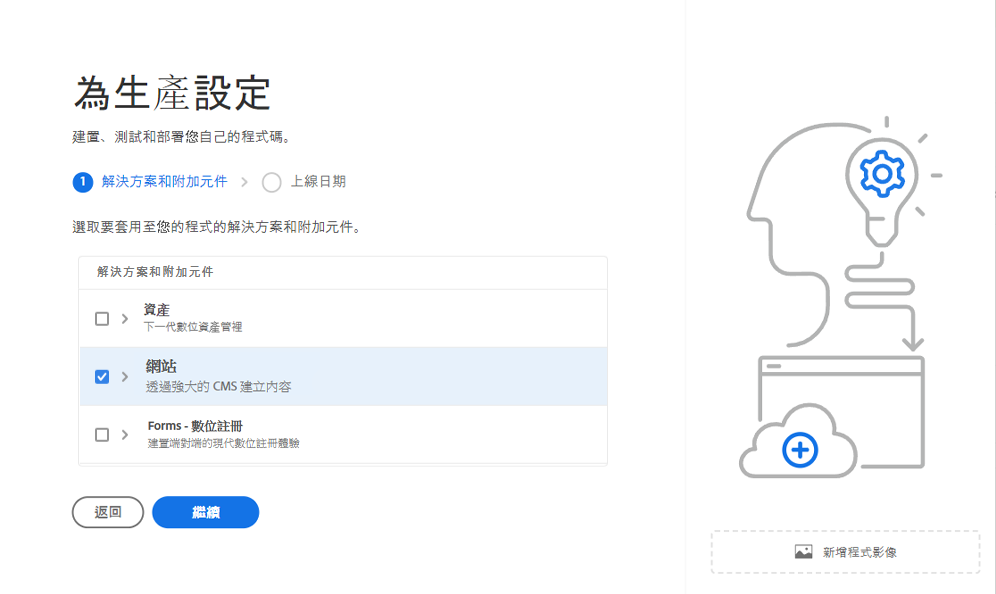 為生產設定
建置、測試和部署您自己的程式碼。
1 解決方案和附加元件 > 上線日期
選取要套用至您的程式的解決方案和附加元件。
解決方案和附加元件
資產
下一代數位資產管裡
網站
透過強大的 CMS 建立內容
Forms - 數位註冊
建置端對端的現代數位註冊體驗
返回 繼續
新增程式影像